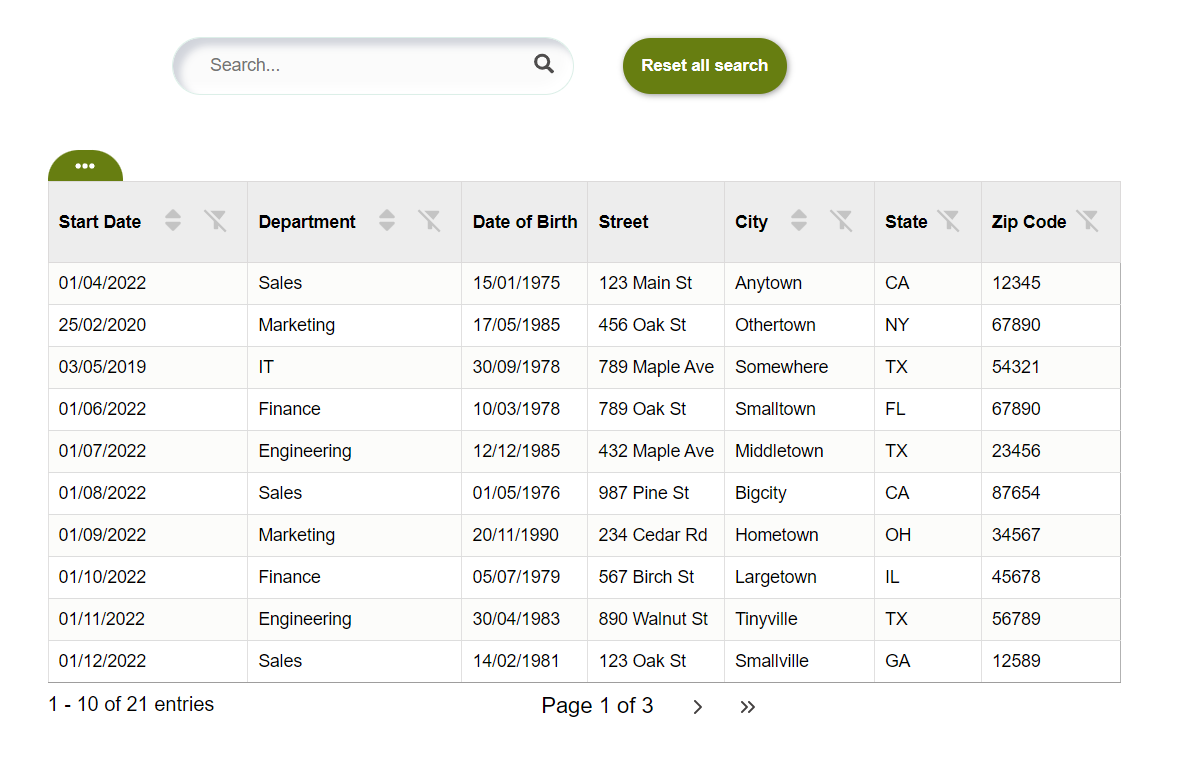 Search...
Reset all search
Start Date Department Date of Birth Street City State Zip Code
01/04/2022 Sales 15/01/1975 123 Main St Anytown CA 12345
25/02/2020 Marketing 17/05/1985 456 Oak St Othertown NY 67890
03/05/2019 IT 30/09/1978 789 Maple Ave Somewhere TX 54321
01/06/2022 Finance 10/03/1978 789 Oak St Smalltown FL 67890
01/07/2022 Engineering 12/12/1985 432 Maple Ave Middletown TX 23456
01/08/2022 Sales 01/05/1976 987 Pine St Bigcity CA 87654
01/09/2022 Marketing 20/11/1990 234 Cedar Rd Hometown OH 34567
01/10/2022 Finance 05/07/1979 567 Birch St Largetown IL 45678
01/11/2022 Engineering 30/04/1983 890 Walnut St Tinyville TX 56789
01/12/2022 Sales 14/02/1981 123 Oak St Smallville GA 12589
1 - 10 of 21 entries Page 1 of 3